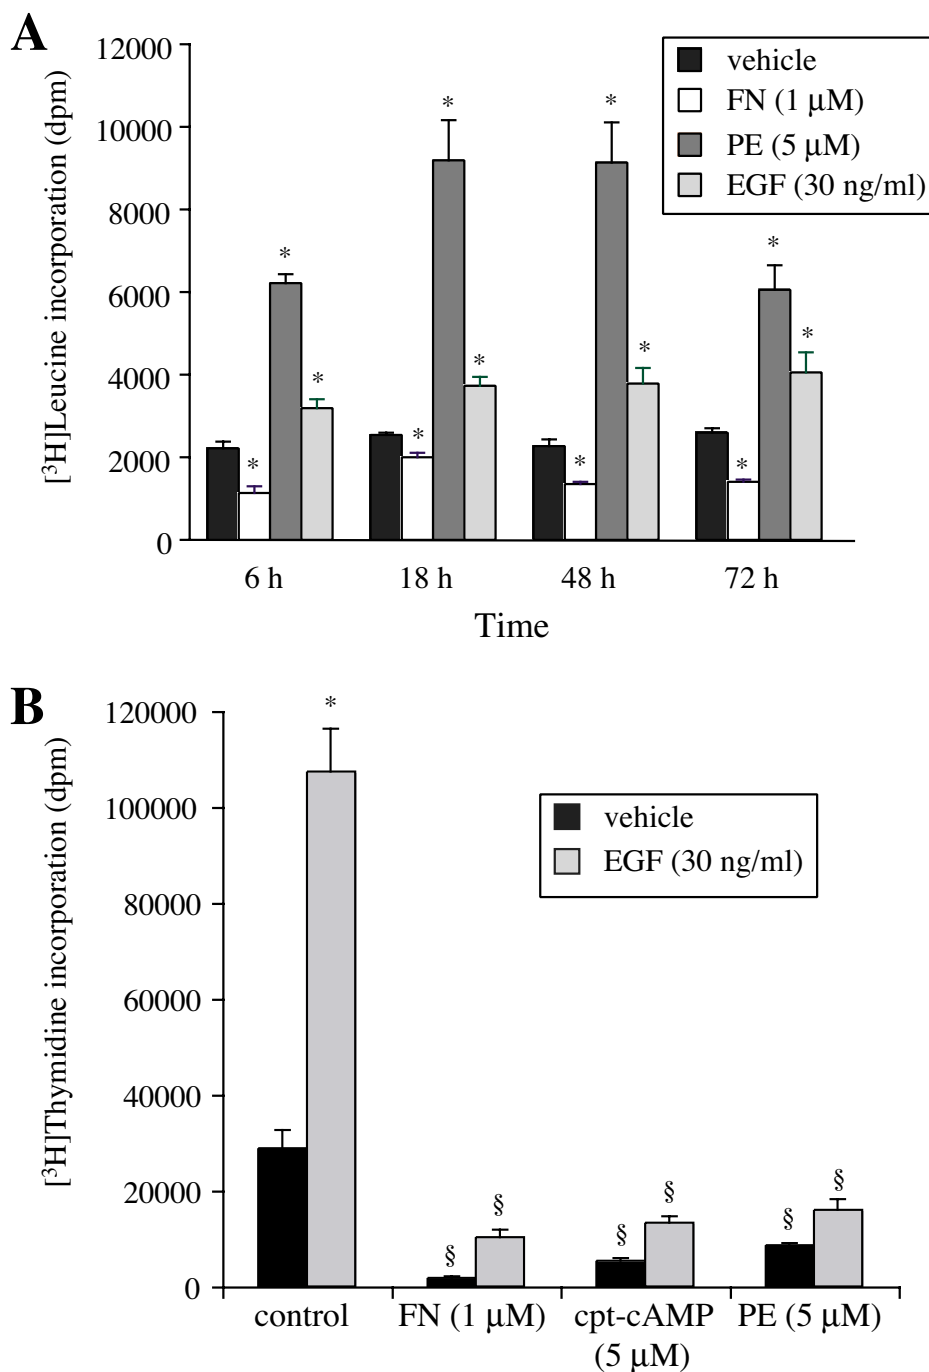 A
[³H]Leucine incorporation (dpm)
12000
10000
8000
6000
4000
2000
0
vehicle
FN (1 μM)
PE (5 μM)
EGF (30 ng/ml)
* * * * * * * * * * * *
6 h 18 h 48 h 72 h
Time
B
[³H]Thymidine incorporation (dpm)
120000
100000
80000
60000
40000
20000
0
vehicle
EGF (30 ng/ml)
*
§ § § § § §
control FN (1 μM) cpt-cAMP PE (5 μM)
(5 μM)